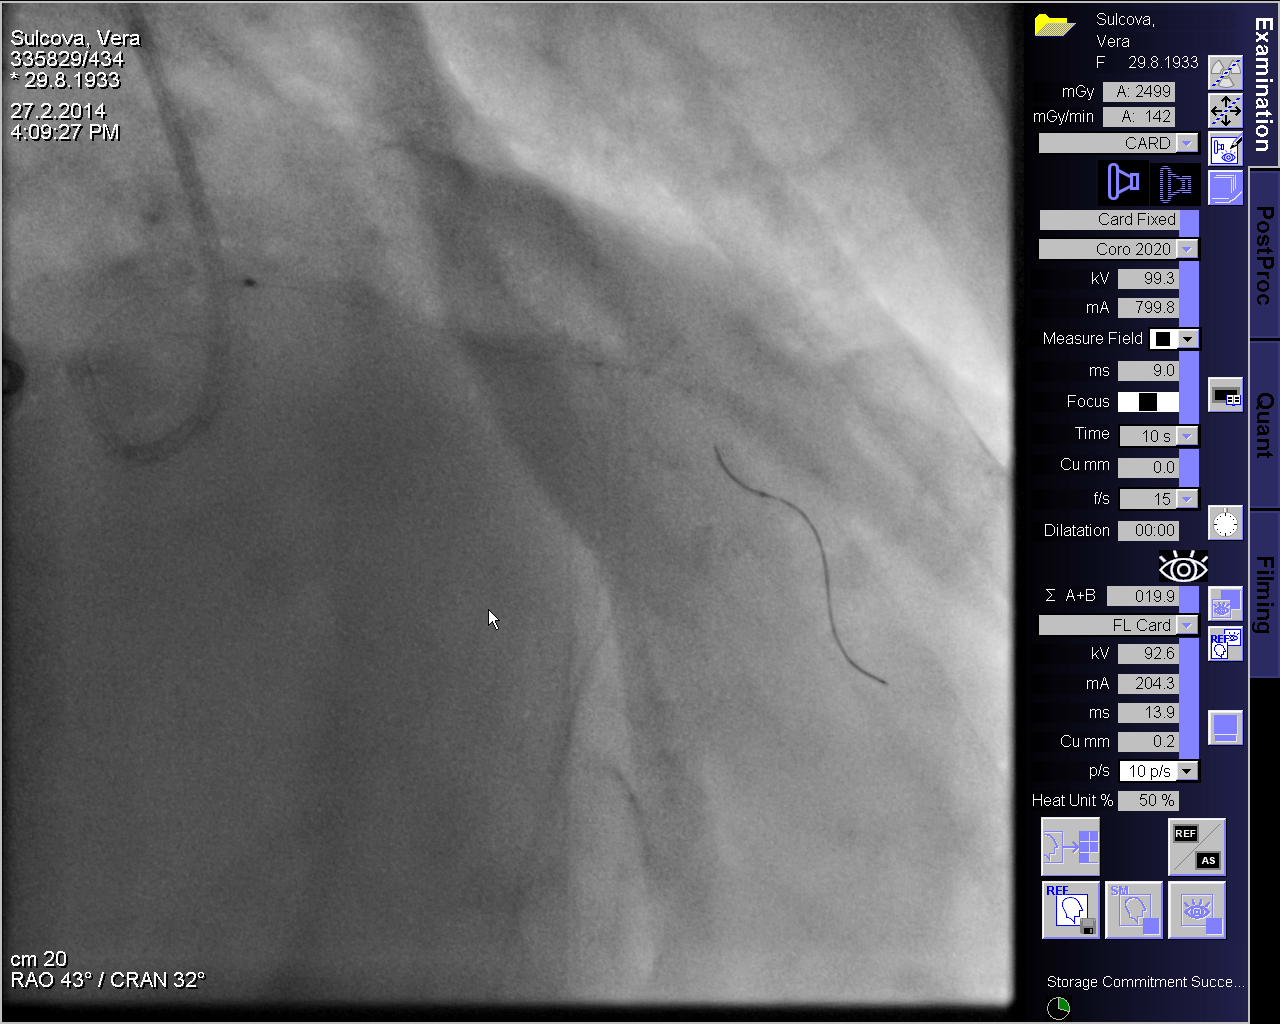 Sulcova, Vera
335829/434
* 29.8.1933
27.2.2014
4:09:27 PM
cm 20
RAO 43° / CRAN 32°
Sulcova,
Vera
F 29.8.1933
mGy A: 2499
mGy/min A: 142
CARD
Card Fixed
Coro 2020
kV 99.3
mA 799.8
Measure Field
ms 9.0
Focus
Time 10 s
Cu mm 0.0
f/s 15
Dilatation 00:00
Σ A+B 019.9
FL Card
kV 92.6
mA 204.3
ms 13.9
Cu mm 0.2
p/s 10 p/s
Heat Unit % 50 %
REF
AS
REF
SM
Storage Commitment Succe...
REF
Examination
PostProc
Quant
Filming